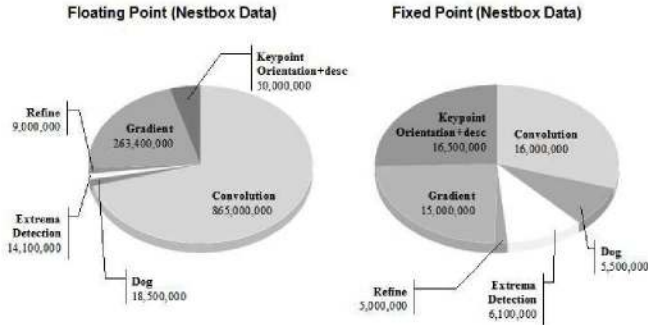 Floating Point (Nestbox Data)
Keypoint
Orientation+desc
50,000,000
Refine
9,000,000
Gradient
263,400,000
Convolution
865,000,000
Extrema
Detection
14,100,000
Dog
18,500,000
Fixed Point (Nestbox Data)
Keypoint
Orientation+desc
16,500,000
Convolution
16,000,000
Gradient
15,000,000
Dog
5,500,000
Refine
5,000,000
Extrema
Detection
6,100,000